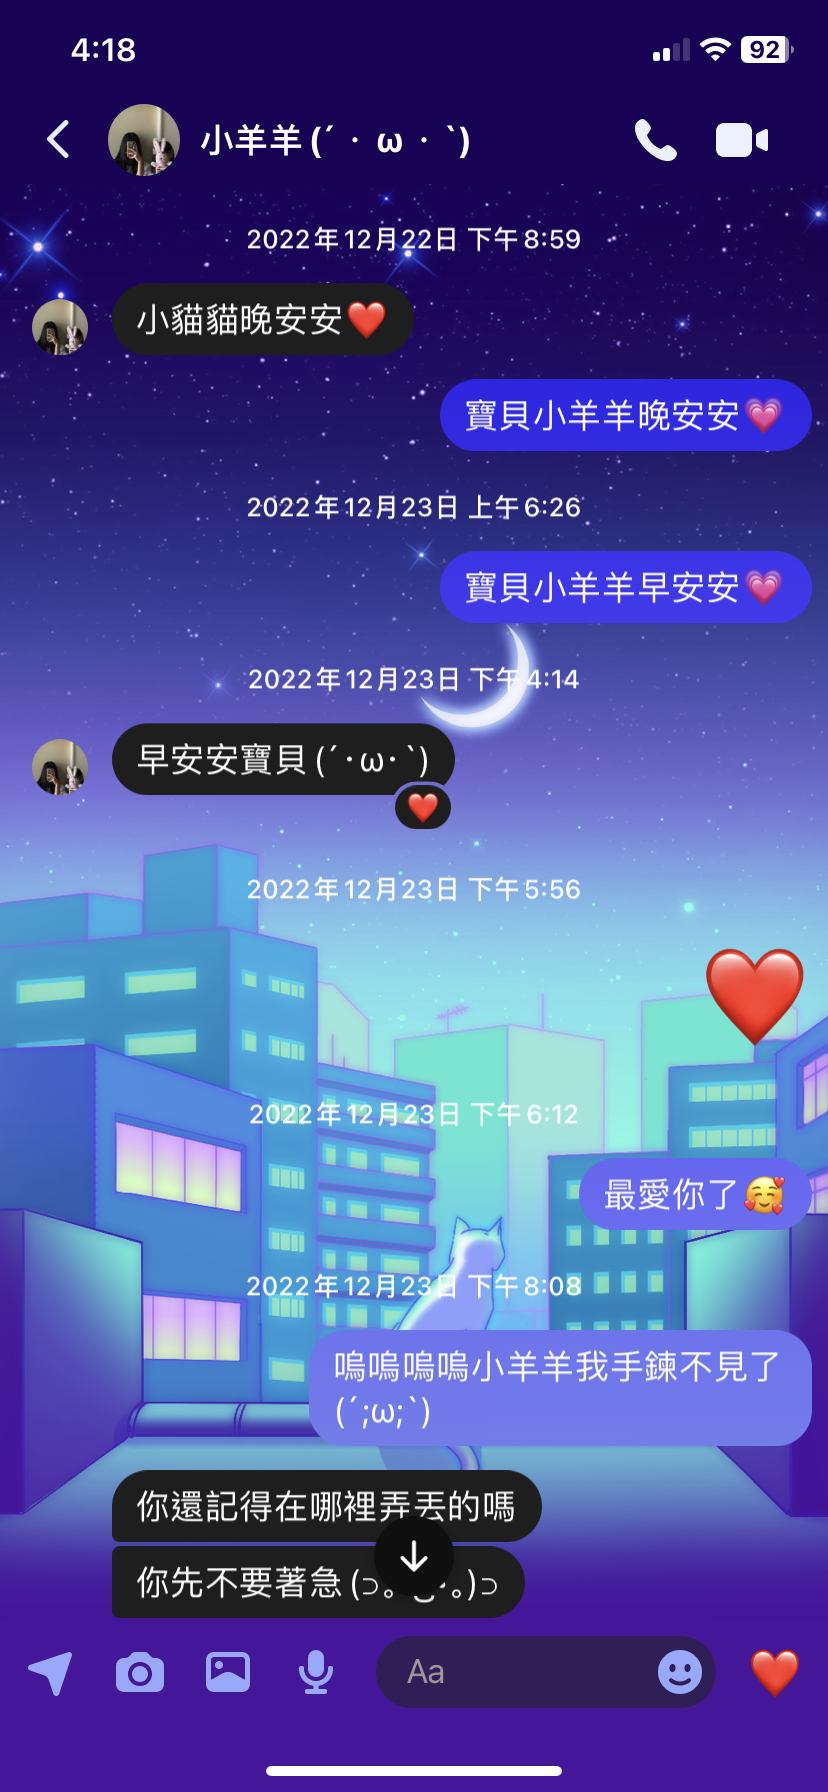 4:18
92
小羊羊 (´・ω・`)
2022年12月22日 下午8:59
小貓貓晚安安❤️
寶貝小羊羊晚安安💗
2022年12月23日 上午6:26
寶貝小羊羊早安安💗
2022年12月23日 下午4:14
早安安寶貝 (´･ω･`)
❤️
2022年12月23日 下午5:56
❤️
2022年12月23日 下午6:12
最愛你了🥰
2022年12月23日 下午8:08
嗚嗚嗚嗚小羊羊我手鍊不見了
(´;ω;`)
你還記得在哪裡弄丟的嗎
你先不要著急
Aa